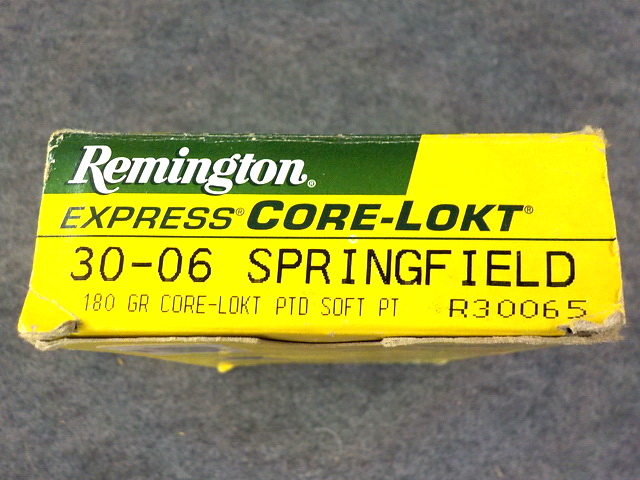 Remington®
EXPRESS® CORE-LOKT®
30-06 SPRINGFIELD
180 GR CORE-LOKT PTD SOFT PT R30065